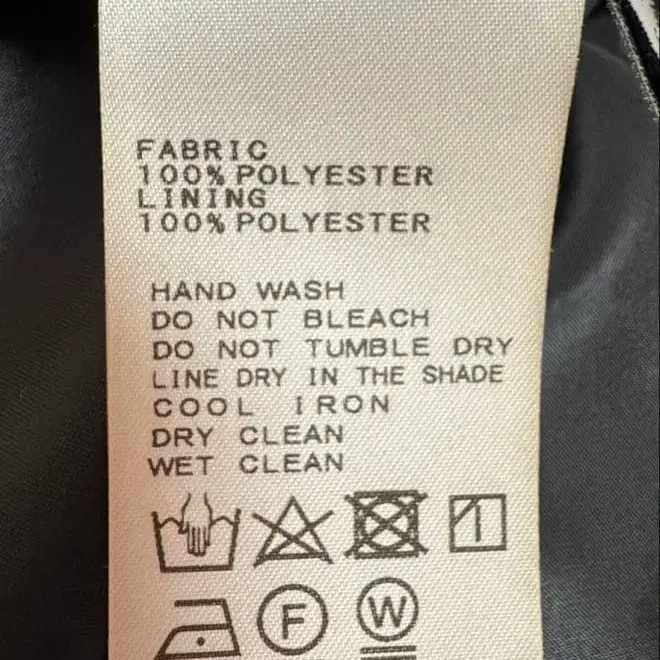 FABRIC
100% POLYESTER
LINING
100% POLYESTER
HAND WASH
DO NOT BLEACH
DO NOT TUMBLE DRY
LINE DRY IN THE SHADE
COOL IRON
DRY CLEAN
WET CLEAN
F W